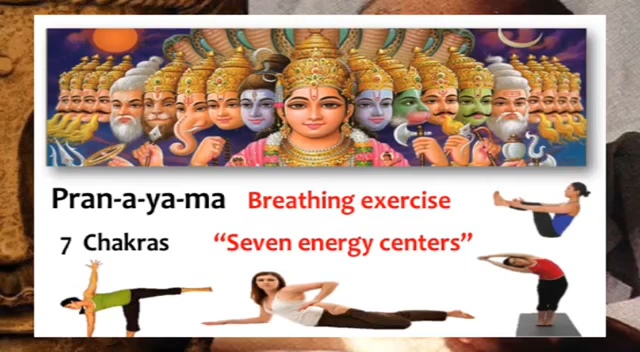 Pran-a-ya-ma Breathing exercise
7 Chakras “Seven energy centers”